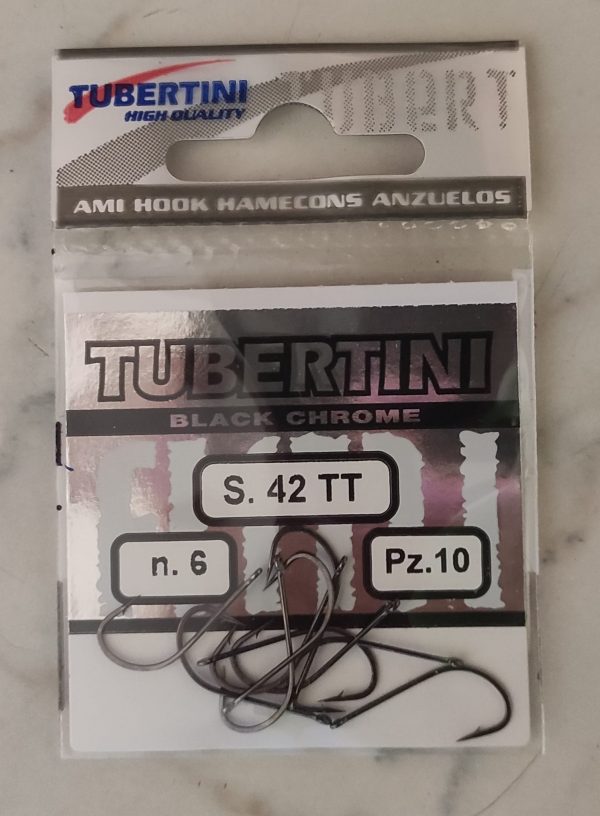 TUBERTINI
HIGH QUALITY
TUBERT
AMI HOOK HAMECONS ANZUELOS
TUBERTINI
BLACK CHROME
S. 42 TT
n. 6
Pz.10